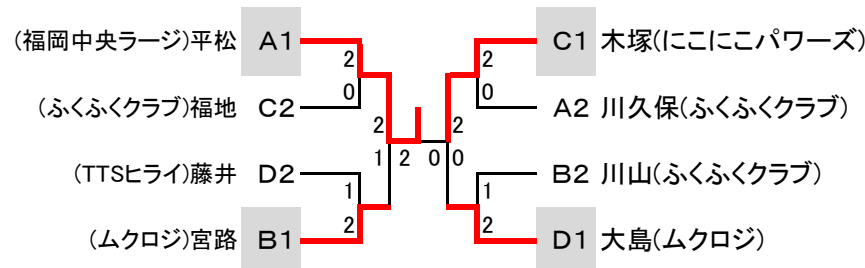 (福岡中央ラージ)平松 A1 2 2 C1 木塚(にこにこパワーズ)
(ふくふくクラブ)福地 C2 0 0 A2 川久保(ふくふくクラブ)
2 2
1 2 0 0
(TTSヒライ)藤井 D2 1 1 B2 川山(ふくふくクラブ)
(ムクロジ)宮路 B1 2 2 D1 大島(ムクロジ)